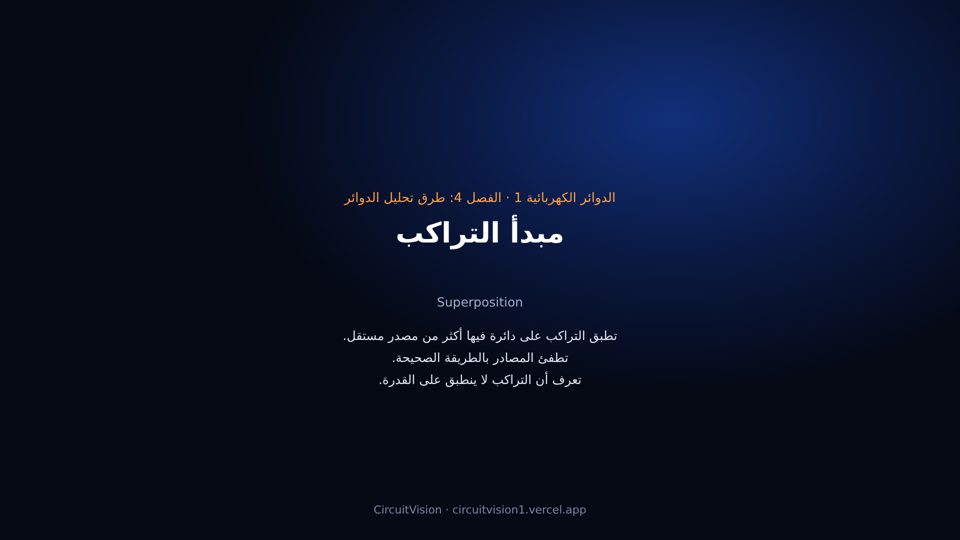 الدوائر الكهربائية 1 · الفصل 4: طرق تحليل الدوائر
مبدأ التراكب
Superposition
تطبق التراكب على دائرة فيها أكثر من مصدر مستقل.
تطفئ المصادر بالطريقة الصحيحة.
تعرف أن التراكب لا ينطبق على القدرة.
CircuitVision · circuitvision1.vercel.app